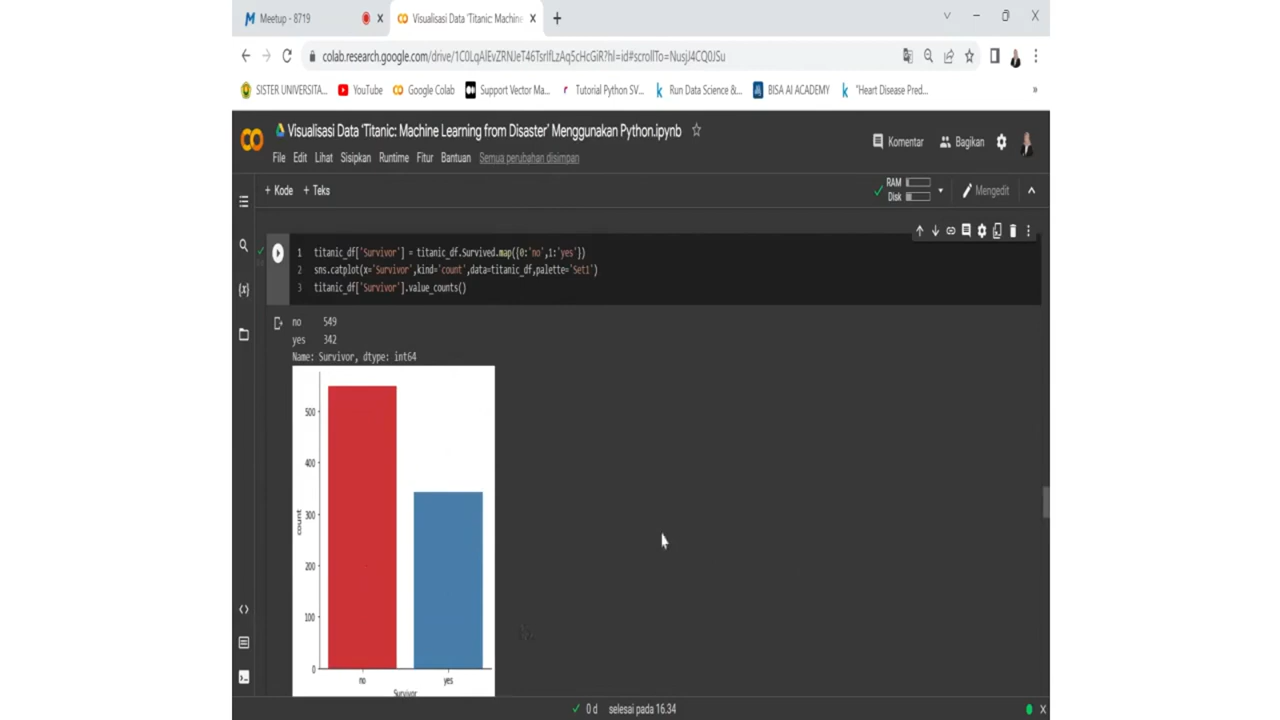 Meetup - 8719
Visualisasi Data 'Titanic: Machine
colab.research.google.com/drive/1C0LqAlEvZRNJeT46TsrIfLzAq5cHcGiR?hl=id#scrollTo=NusjJ4CQ0JSu
SISTER UNIVERSITA... YouTube Google Colab Support Vector Ma... Tutorial Python SV... Run Data Science &... BISA AI ACADEMY "Heart Disease Pred... »
Visualisasi Data 'Titanic: Machine Learning from Disaster' Menggunakan Python.ipynb
Komentar Bagikan
File Edit Lihat Sisipkan Runtime Fitur Bantuan Semua perubahan disimpan
+ Kode + Teks
RAM
Disk
Mengedit
1 titanic_df['Survivor'] = titanic_df.Survived.map({0:'no',1:'yes'})
2 sns.catplot(x='Survivor',kind='count',data=titanic_df,palette='Set1')
3 titanic_df['Survivor'].value_counts()
no 549
yes 342
Name: Survivor, dtype: int64
500
400
300
200
100
0
count
no yes
Survivor
0 d selesai pada 16.34